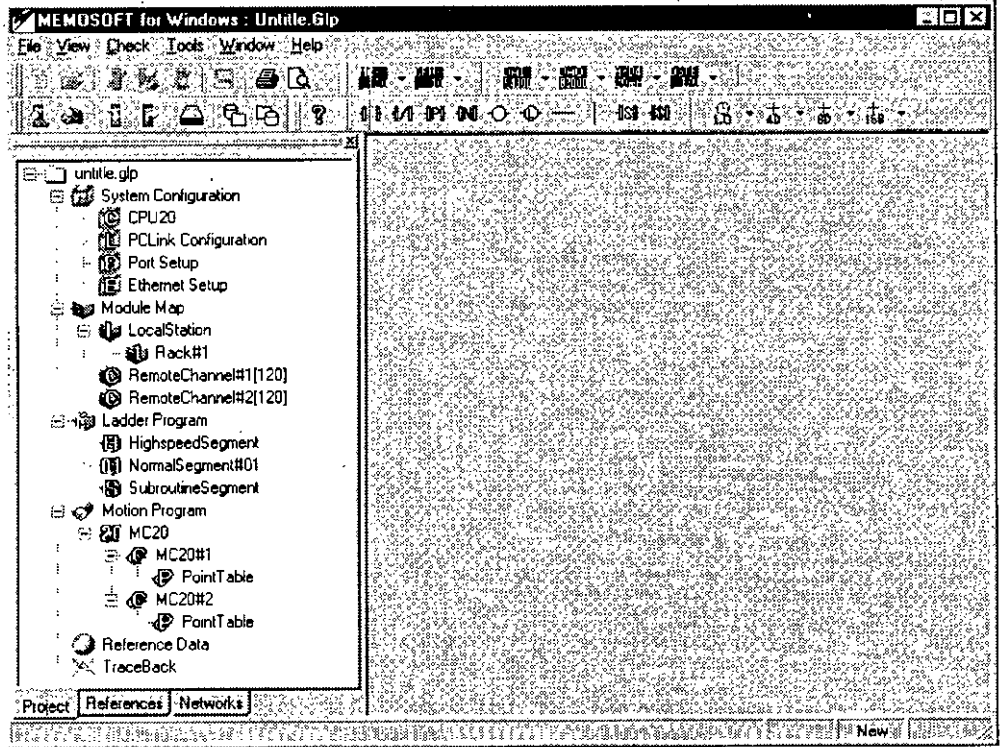 MEMOSOFT for Windows : Untitle.Glp
File View Check Tools Window Help
untitle.glp
System Configuration
CPU20
PCLink Configuration
Port Setup
Ethernet Setup
Module Map
LocalStation
Rack#1
RemoteChannel#1[120]
RemoteChannel#2[120]
Ladder Program
HighspeedSegment
NormalSegment#01
SubroutineSegment
Motion Program
MC20
MC20#1
PointTable
MC20#2
PointTable
Reference Data
TraceBack
Project References Networks
New